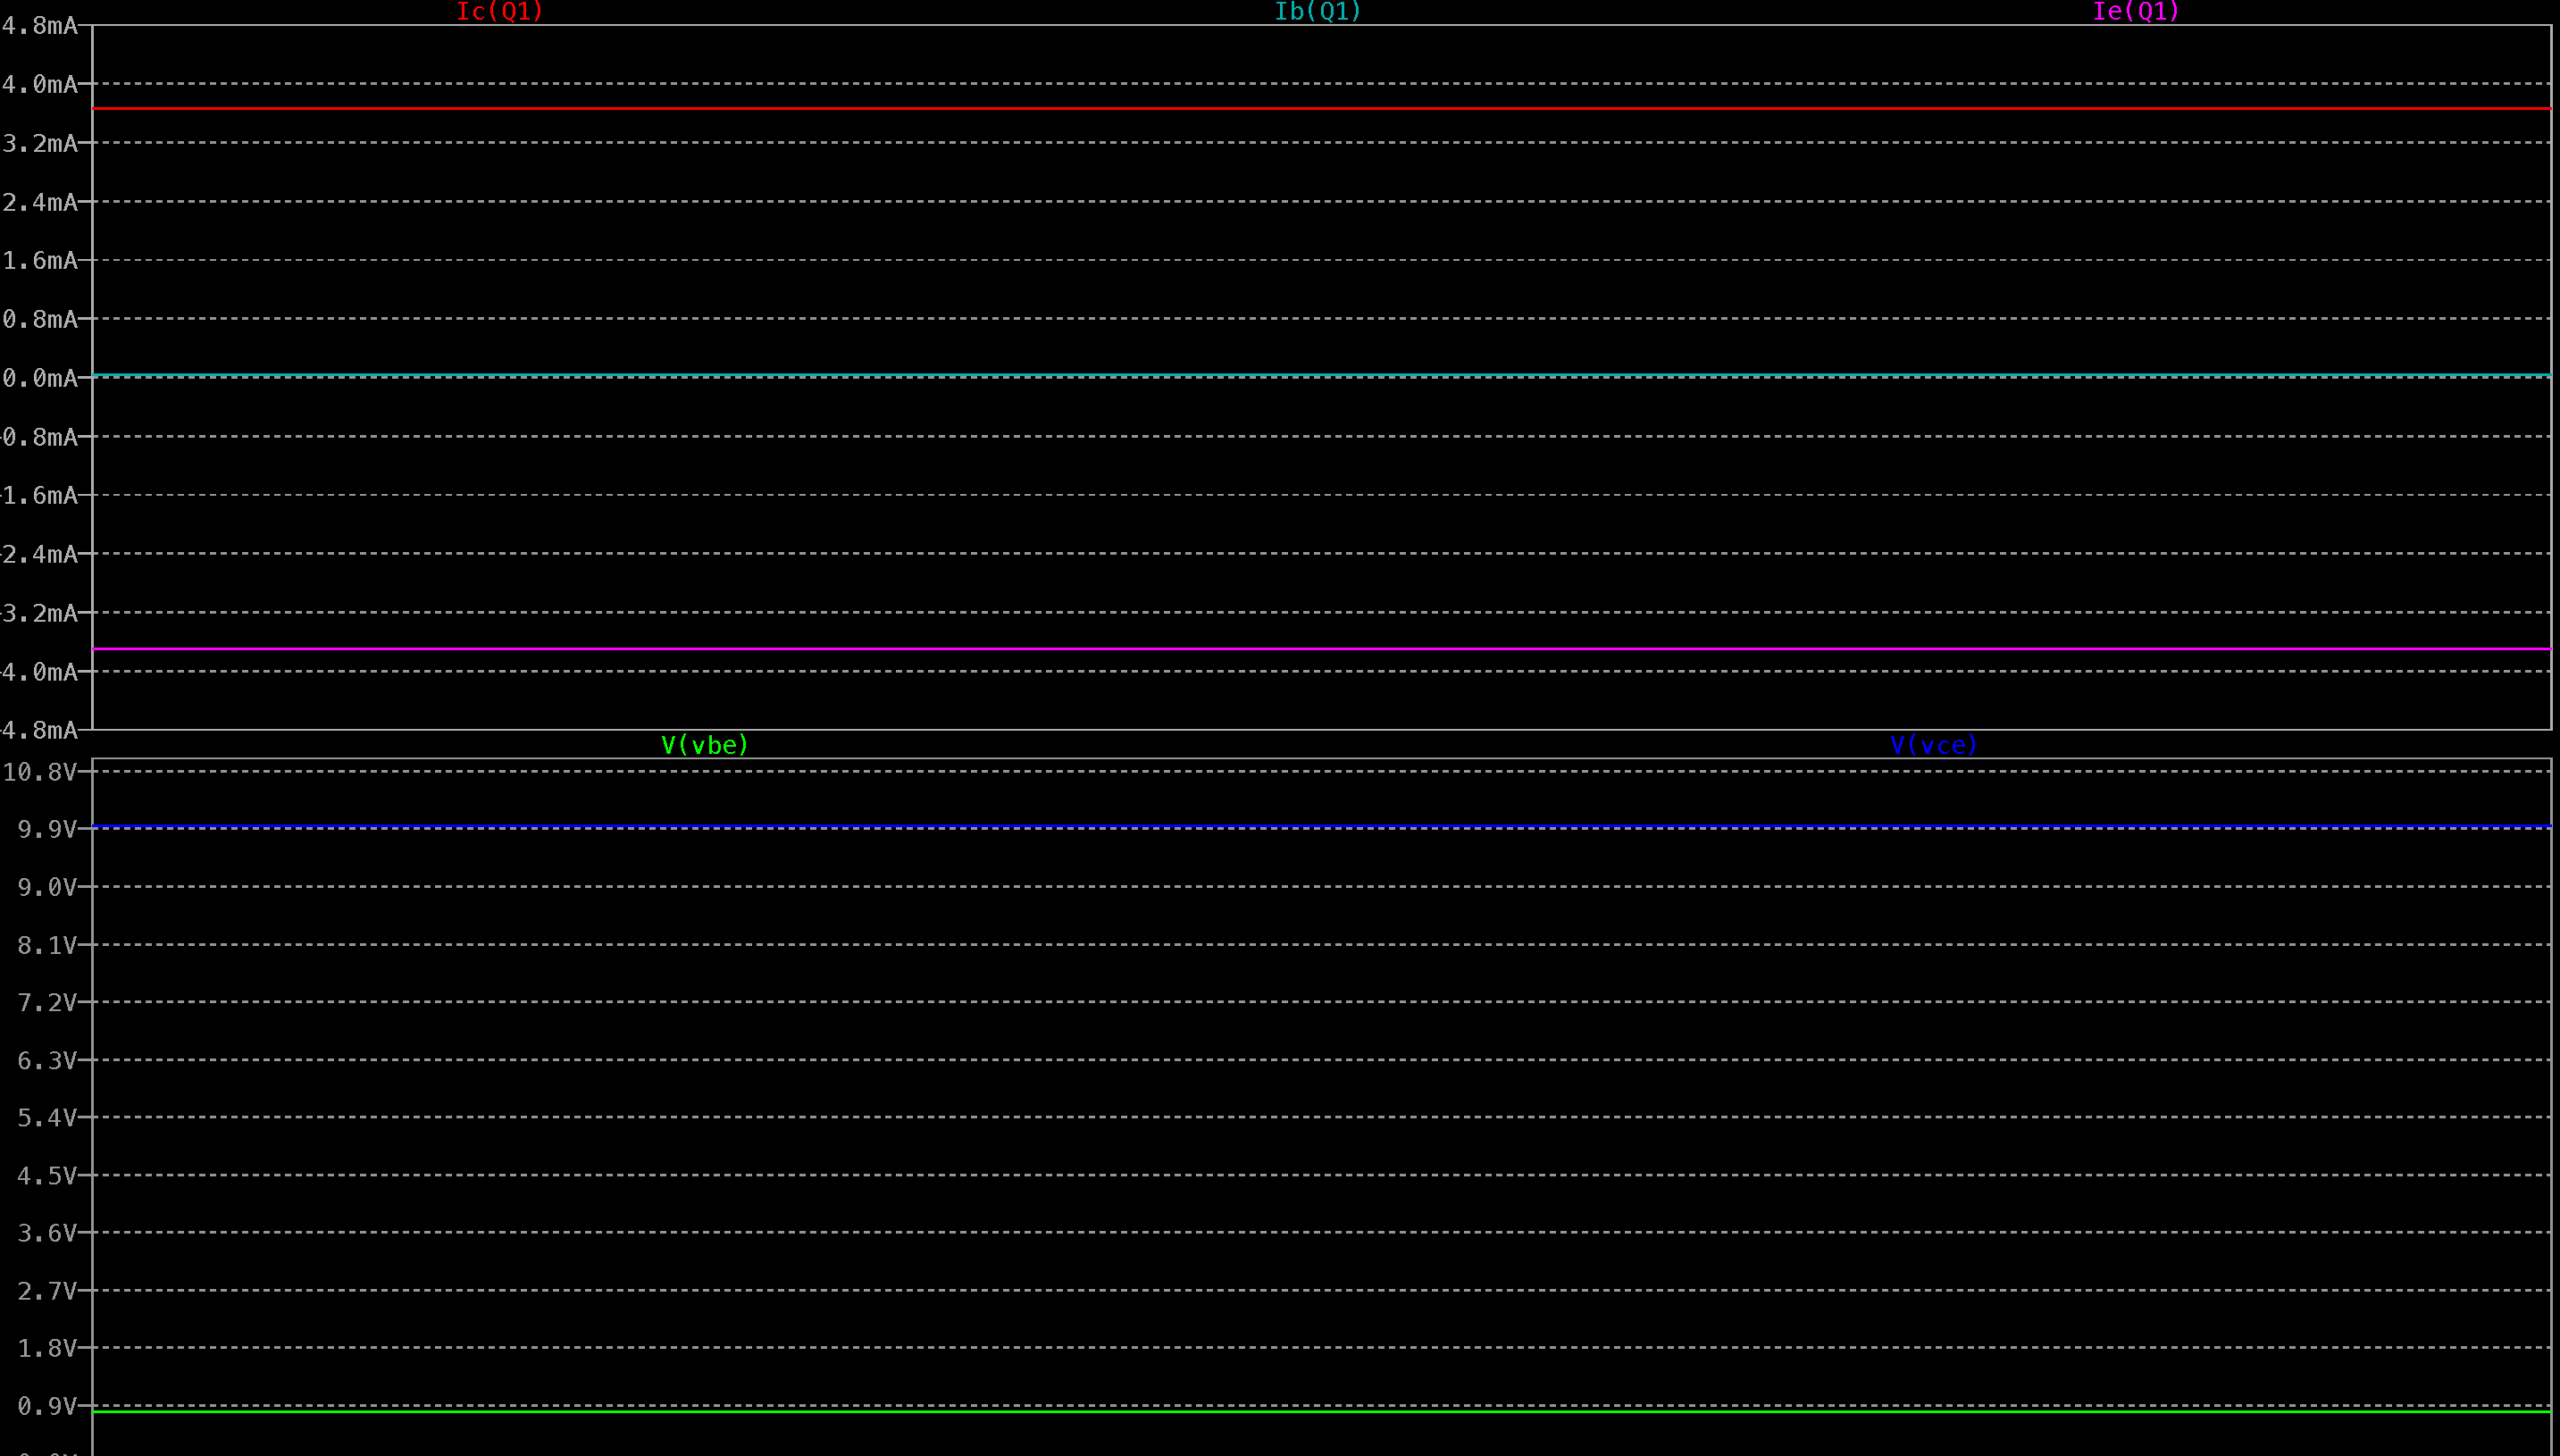 Ic(Q1) Ib(Q1) Ie(Q1)
4.8mA
4.0mA
3.2mA
2.4mA
1.6mA
0.8mA
0.0mA
-0.8mA
-1.6mA
-2.4mA
-3.2mA
-4.0mA
-4.8mA
V(vbe) V(vce)
10.8V
9.9V
9.0V
8.1V
7.2V
6.3V
5.4V
4.5V
3.6V
2.7V
1.8V
0.9V